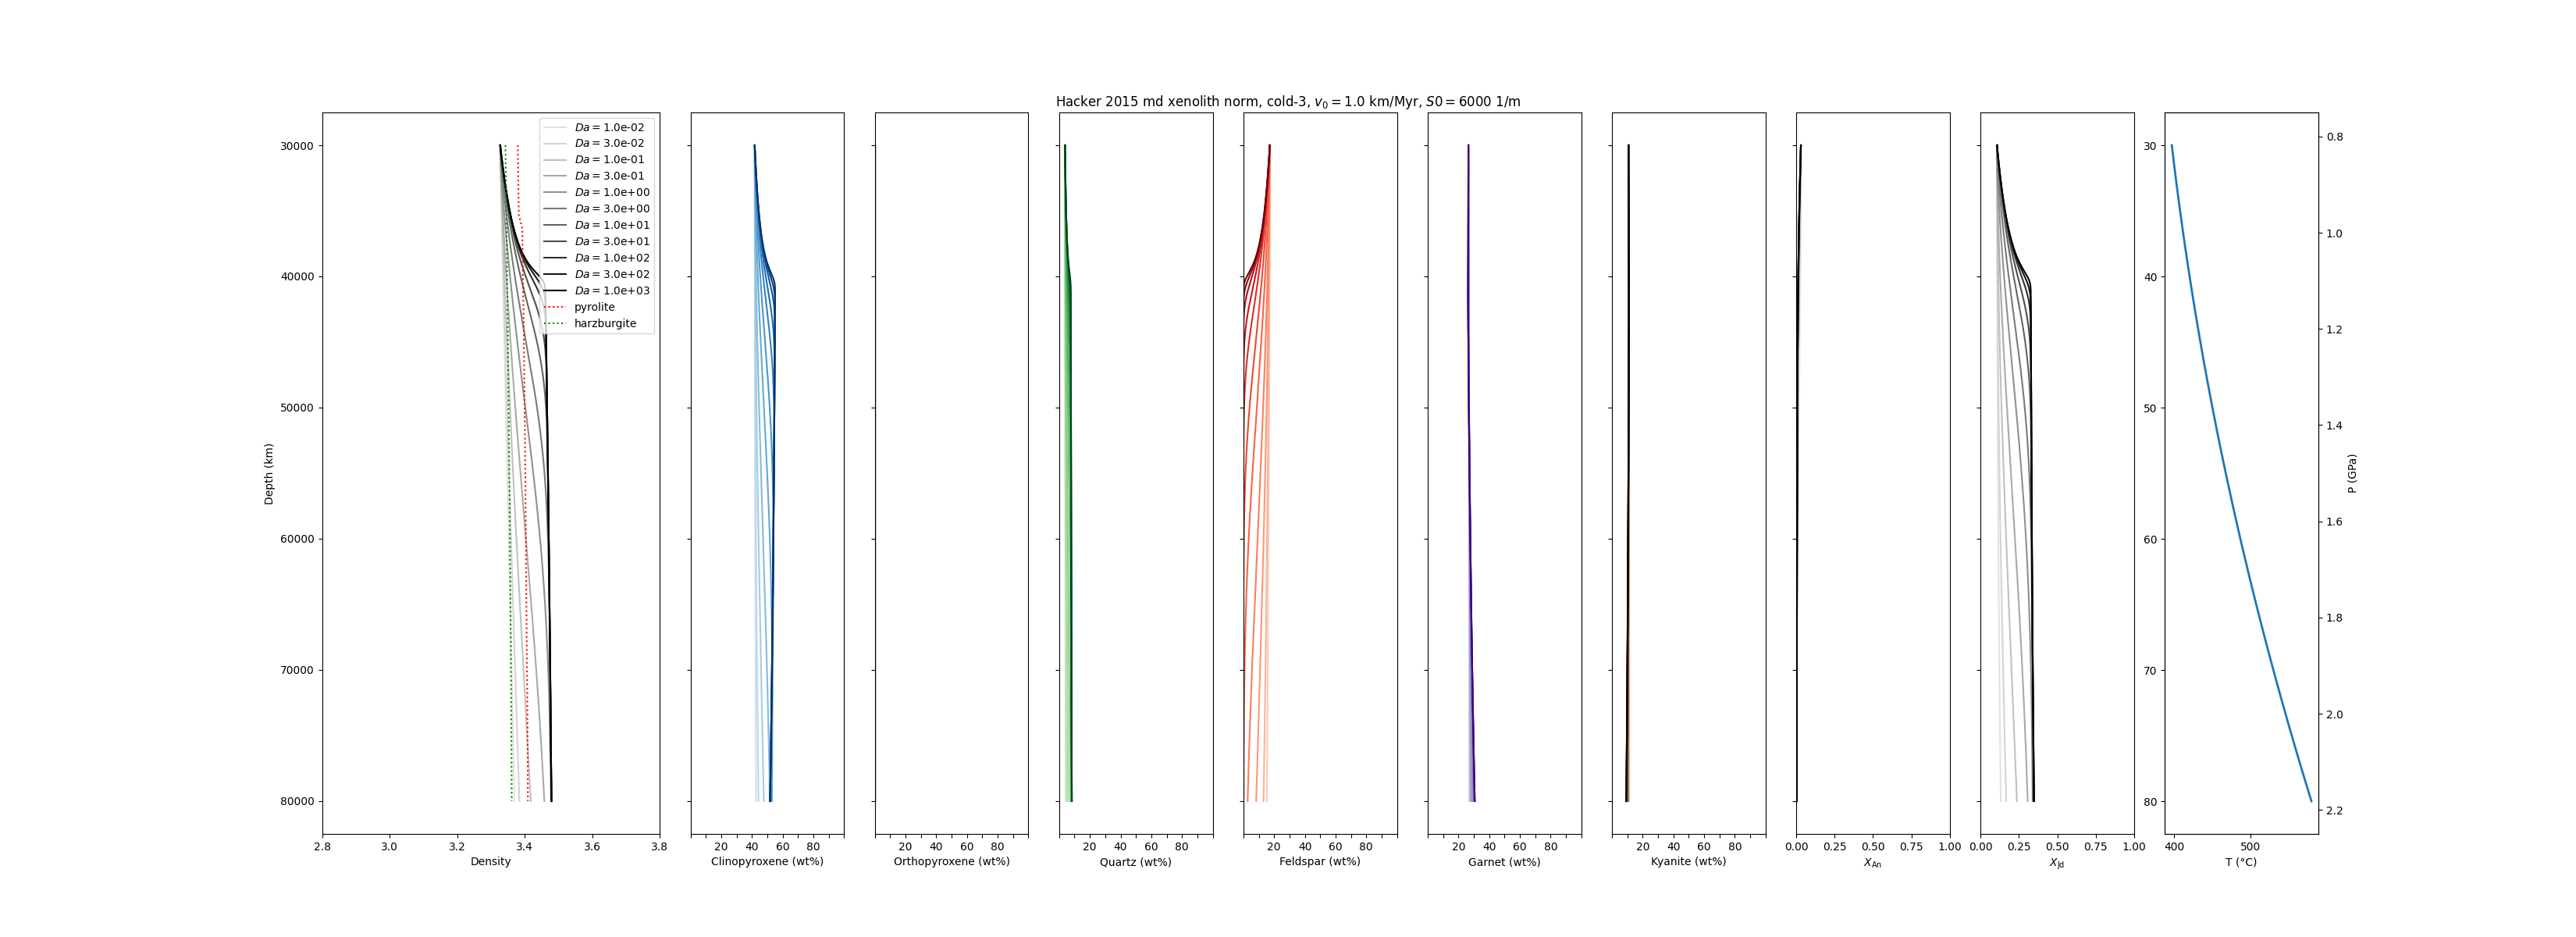 Hacker 2015 md xenolith norm, cold-3, v₀ = 1.0 km/Myr, S0 = 6000 1/m
Da = 1.0e-02
Da = 3.0e-02
Da = 1.0e-01
Da = 3.0e-01
Da = 1.0e+00
Da = 3.0e+00
Da = 1.0e+01
Da = 3.0e+01
Da = 1.0e+02
Da = 3.0e+02
Da = 1.0e+03
pyrolite
harzburgite
Depth (km)
30000
40000
50000
60000
70000
80000
2.8 3.0 3.2 3.4 3.6 3.8
Density
20 40 60 80
Clinopyroxene (wt%)
20 40 60 80
Orthopyroxene (wt%)
20 40 60 80
Quartz (wt%)
20 40 60 80
Feldspar (wt%)
20 40 60 80
Garnet (wt%)
20 40 60 80
Kyanite (wt%)
0.00 0.25 0.50 0.75 1.00
X_An
0.00 0.25 0.50 0.75 1.00
X_Jd
30
40
50
60
70
80
400 500
T (°C)
0.8
1.0
1.2
1.4
1.6
1.8
2.0
2.2
P (GPa)